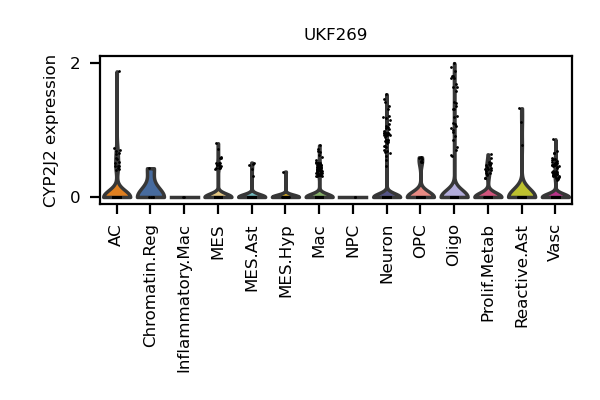 UKF269
CYP2J2 expression
2
0
AC
Chromatin.Reg
Inflammatory.Mac
MES
MES.Ast
MES.Hyp
Mac
NPC
Neuron
OPC
Oligo
Prolif.Metab
Reactive.Ast
Vasc